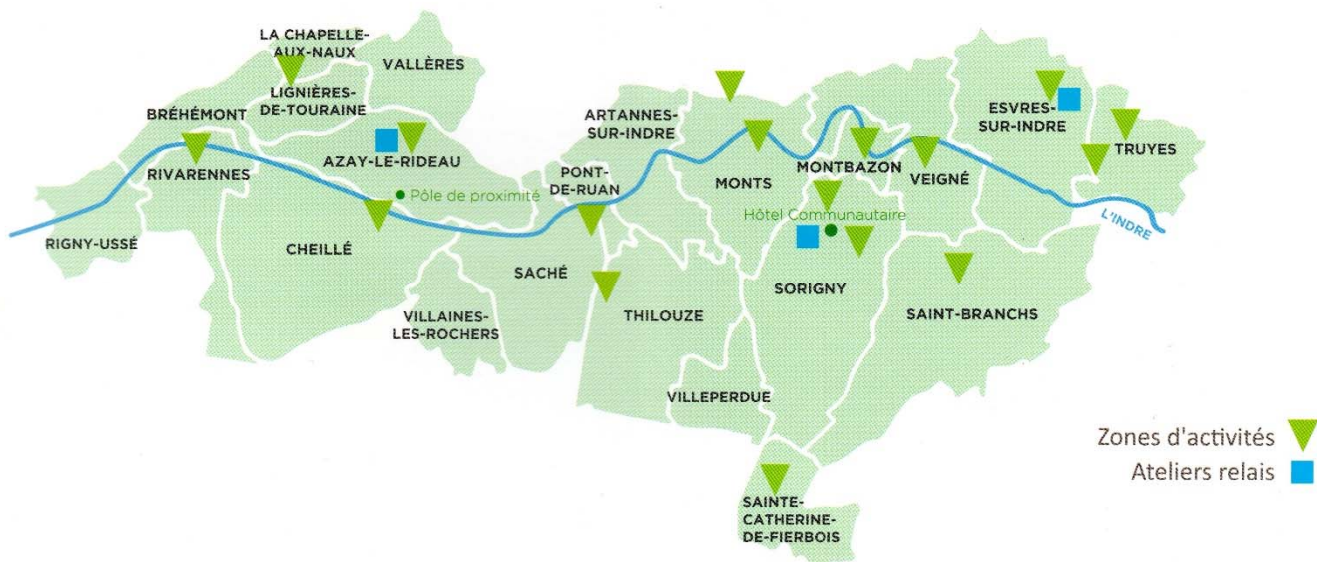 LA CHAPELLE-
AUX-NAUX
VALLÈRES
LIGNIÈRES-
DE-TOURAINE
BRÉHÉMONT
RIVARENNES
AZAY-LE-RIDEAU
Pôle de proximité
RIGNY-USSÉ
CHEILLÉ
VILLAINES-
LES-ROCHERS
SACHÉ
PONT-
DE-RUAN
ARTANNES-
SUR-INDRE
MONTS
MONTBAZON
VEIGNÉ
ESVRES-
SUR-INDRE
TRUYES
L'INDRE
Hôtel Communautaire
SORIGNY
THILOUZE
SAINT-BRANCHS
VILLEPERDUE
SAINTE-
CATHERINE-
DE-FIERBOIS
Zones d'activités
Ateliers relais